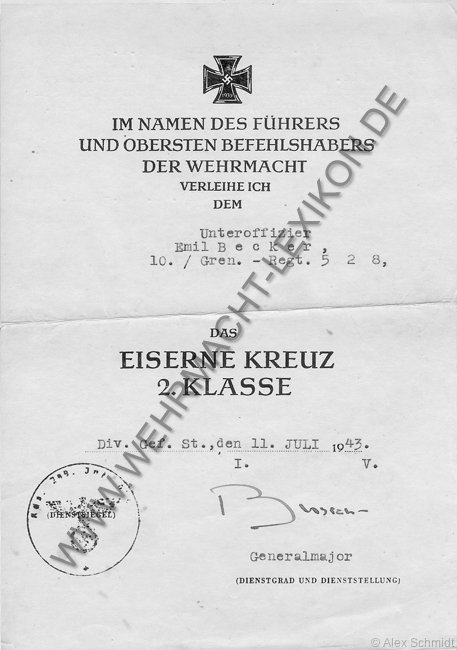 1939
IM NAMEN DES FÜHRERS
UND OBERSTEN BEFEHLSHABERS
DER WEHRMACHT
VERLEIHE ICH
DEM
Unteroffizier
Emil B e c k e r ,
10. / Gren. - Regt. 5 2 8,
DAS
EISERNE KREUZ
2. KLASSE
Div. Gef. St.,den 11. JULI 1943.
I. V.
(DIENSTSIEGEL)
Generalmajor
(DIENSTGRAD UND DIENSTSTELLUNG)
WWW.WEHRMACHT-LEXIKON.DE
© Alex Schmidt